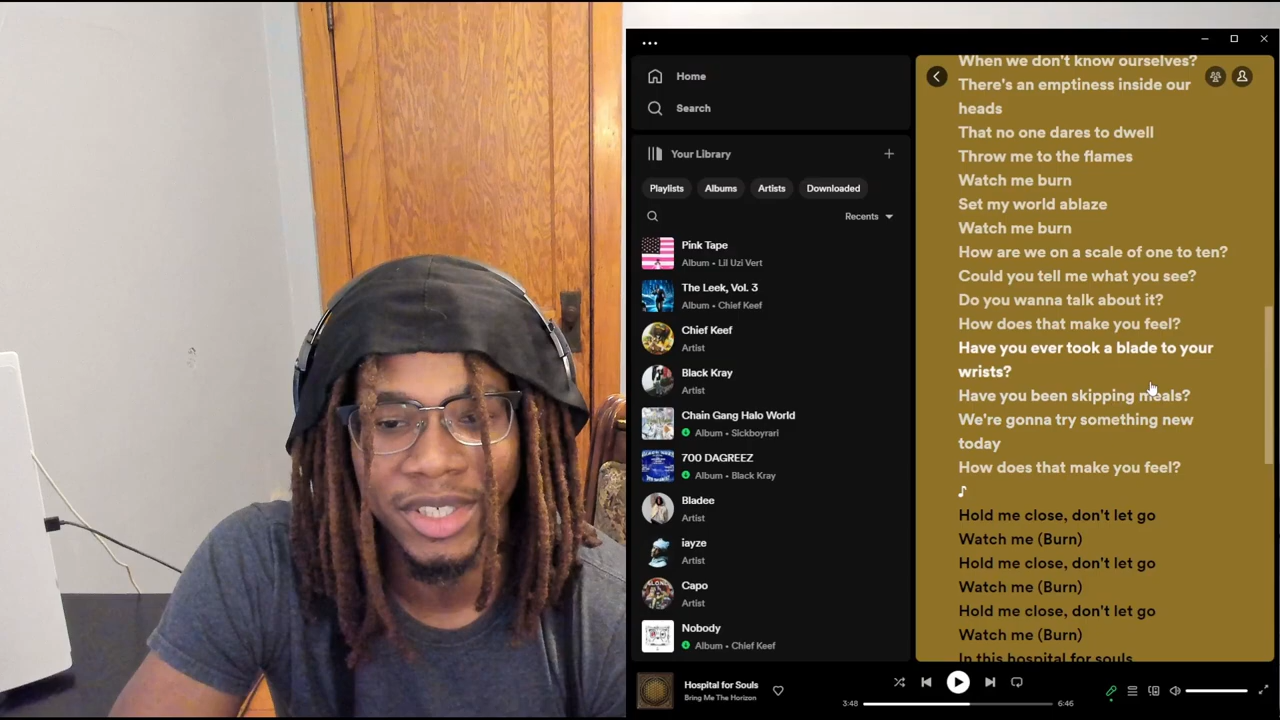 Home
Search
Your Library
Playlists
Albums
Artists
Downloaded
Recents
Pink Tape
Album • Lil Uzi Vert
The Leek, Vol. 3
Album • Chief Keef
Chief Keef
Artist
Black Kray
Artist
Chain Gang Halo World
Album • Sickboyrari
700 DAGREEZ
Album • Black Kray
Bladee
Artist
iayze
Artist
Capo
Artist
Nobody
Album • Chief Keef
When we don't know ourselves?
There's an emptiness inside our
heads
That no one dares to dwell
Throw me to the flames
Watch me burn
Set my world ablaze
Watch me burn
How are we on a scale of one to ten?
Could you tell me what you see?
Do you wanna talk about it?
How does that make you feel?
Have you ever took a blade to your
wrists?
Have you been skipping meals?
We're gonna try something new
today
How does that make you feel?
♪
Hold me close, don't let go
Watch me (Burn)
Hold me close, don't let go
Watch me (Burn)
Hold me close, don't let go
Watch me (Burn)
In this hospital for souls
Hospital for Souls
Bring Me The Horizon
3:48
6:46